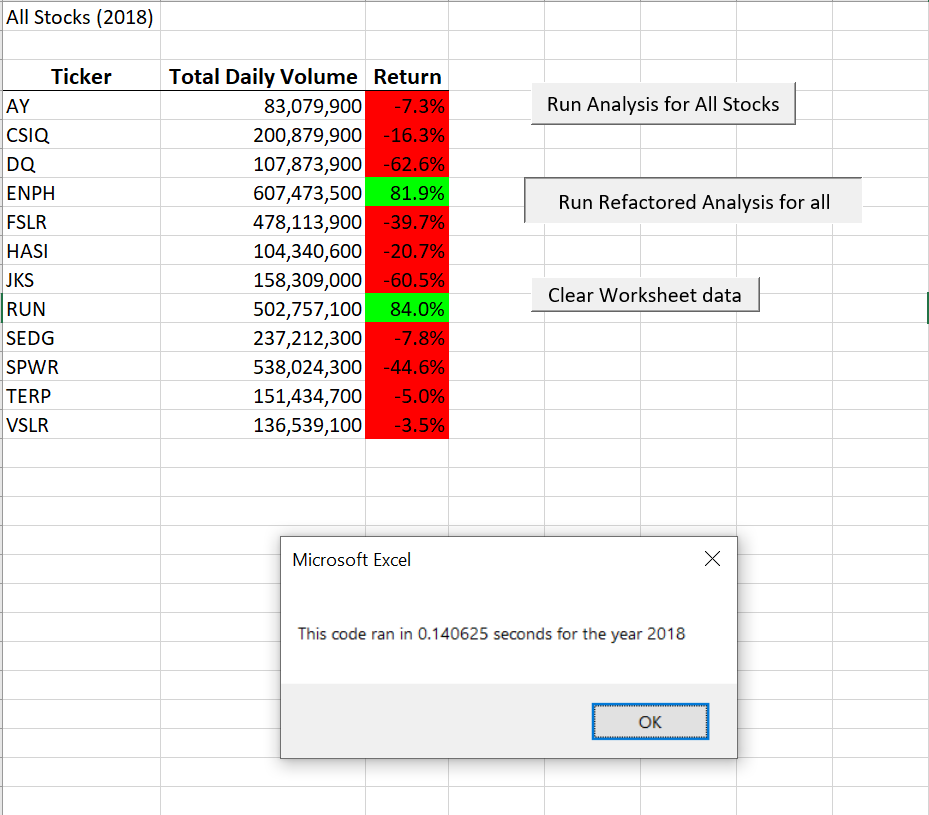 All Stocks (2018)
Ticker Total Daily Volume Return
AY 83,079,900 -7.3%
Run Analysis for All Stocks
CSIQ 200,879,900 -16.3%
DQ 107,873,900 -62.6%
ENPH 607,473,500 81.9%
Run Refactored Analysis for all
FSLR 478,113,900 -39.7%
HASI 104,340,600 -20.7%
JKS 158,309,000 -60.5%
Clear Worksheet data
RUN 502,757,100 84.0%
SEDG 237,212,300 -7.8%
SPWR 538,024,300 -44.6%
TERP 151,434,700 -5.0%
VSLR 136,539,100 -3.5%
Microsoft Excel
This code ran in 0.140625 seconds for the year 2018
OK